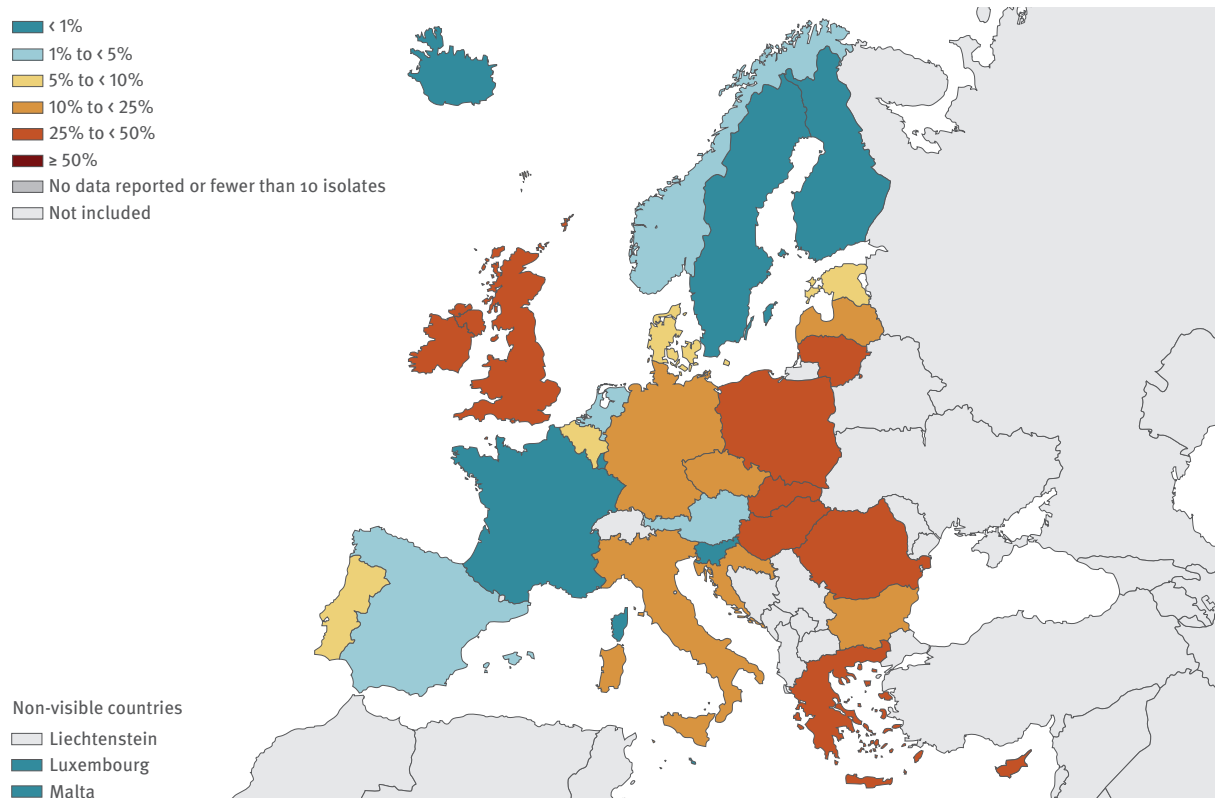 < 1%
1% to < 5%
5% to < 10%
10% to < 25%
25% to < 50%
≥ 50%
No data reported or fewer than 10 isolates
Not included
Non-visible countries
Liechtenstein
Luxembourg
Malta